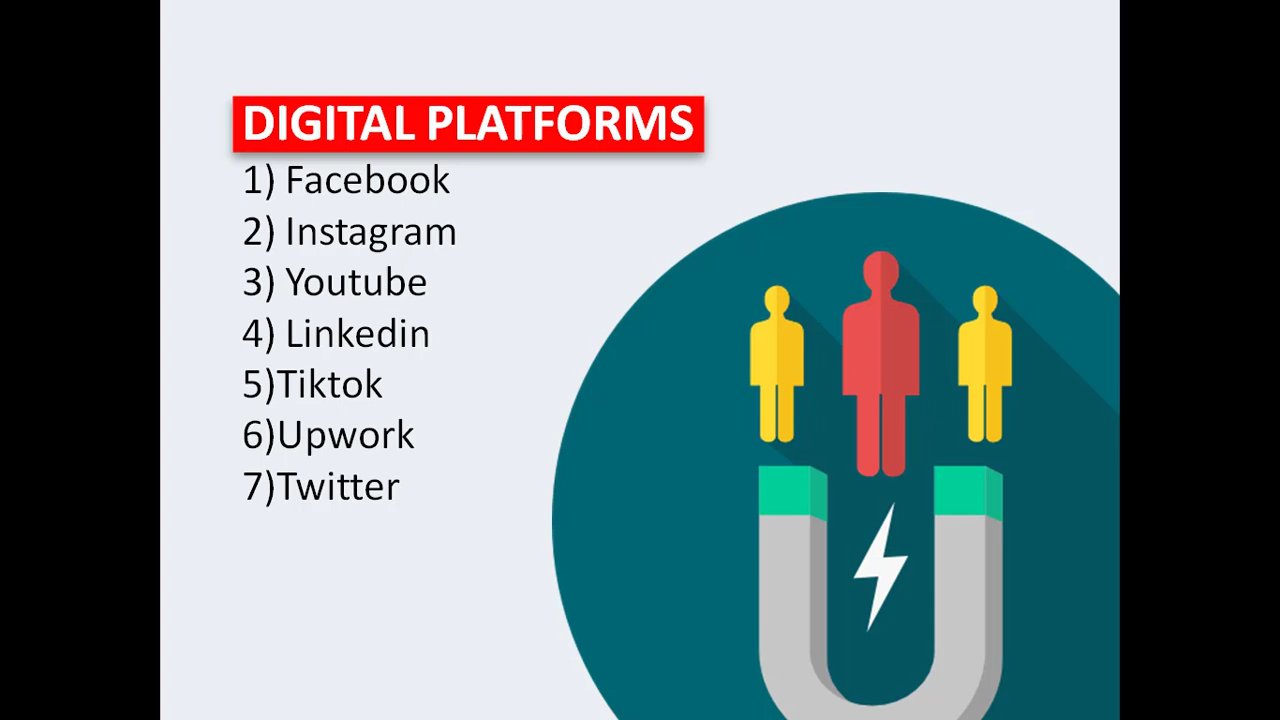 DIGITAL PLATFORMS
1) Facebook
2) Instagram
3) Youtube
4) Linkedin
5)Tiktok
6)Upwork
7)Twitter